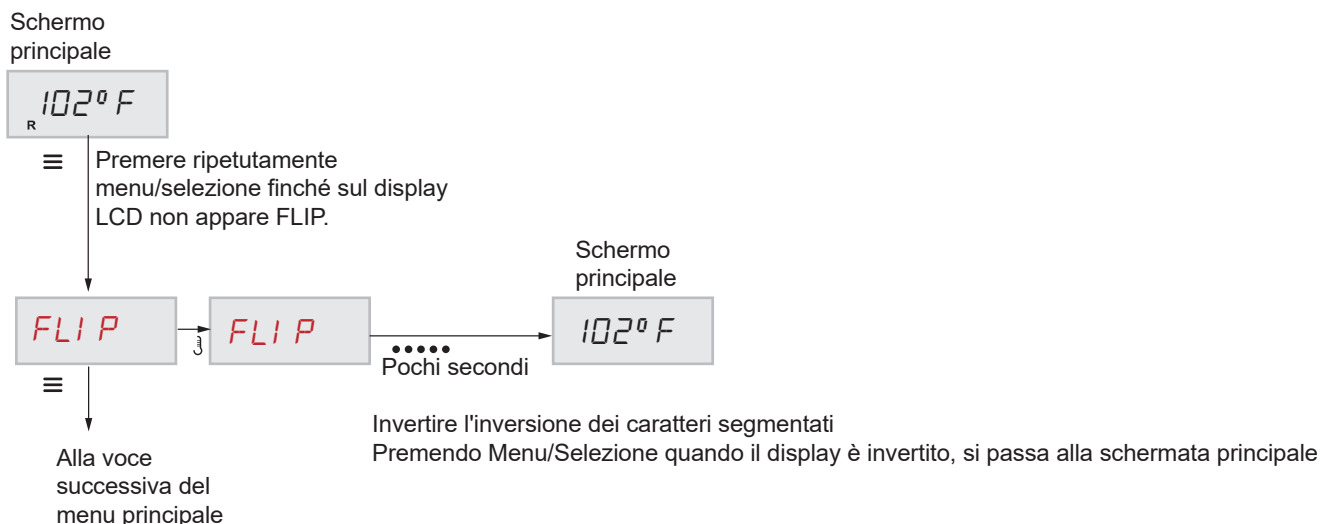 Schermo
principale
102º F
R
Premere ripetutamente
menu/selezione finché sul display
LCD non appare FLIP.
Schermo
principale
FLIP
FLIP
102º F
Pochi secondi
Invertire l'inversione dei caratteri segmentati
Premendo Menu/Selezione quando il display è invertito, si passa alla schermata principale
Alla voce
successiva del
menu principale